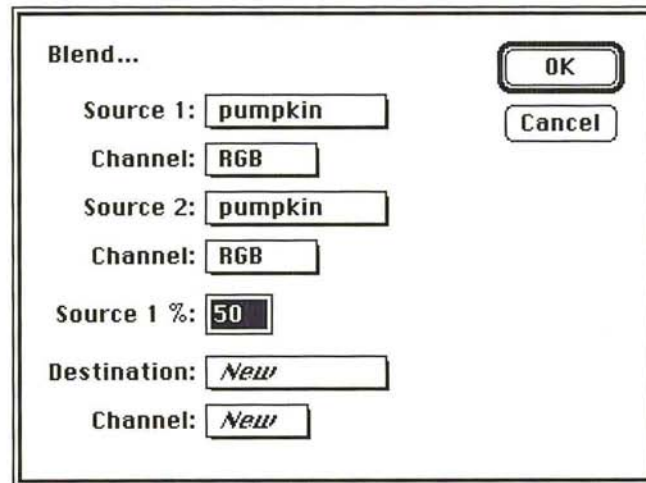 Blend...
OK
Source 1: pumpkin
Cancel
Channel: RGB
Source 2: pumpkin
Channel: RGB
Source 1 %: 50
Destination: New
Channel: New